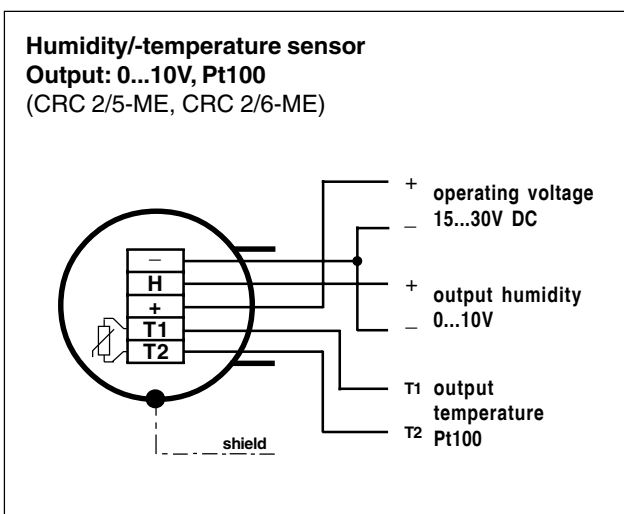 Humidity/-temperature sensor
Output: 0...10V, Pt100
(CRC 2/5-ME, CRC 2/6-ME)
–
H
+
T1
T2
+
operating voltage
15...30V DC
–
+
output humidity
0...10V
–
T1 output
temperature
T2 Pt100
shield